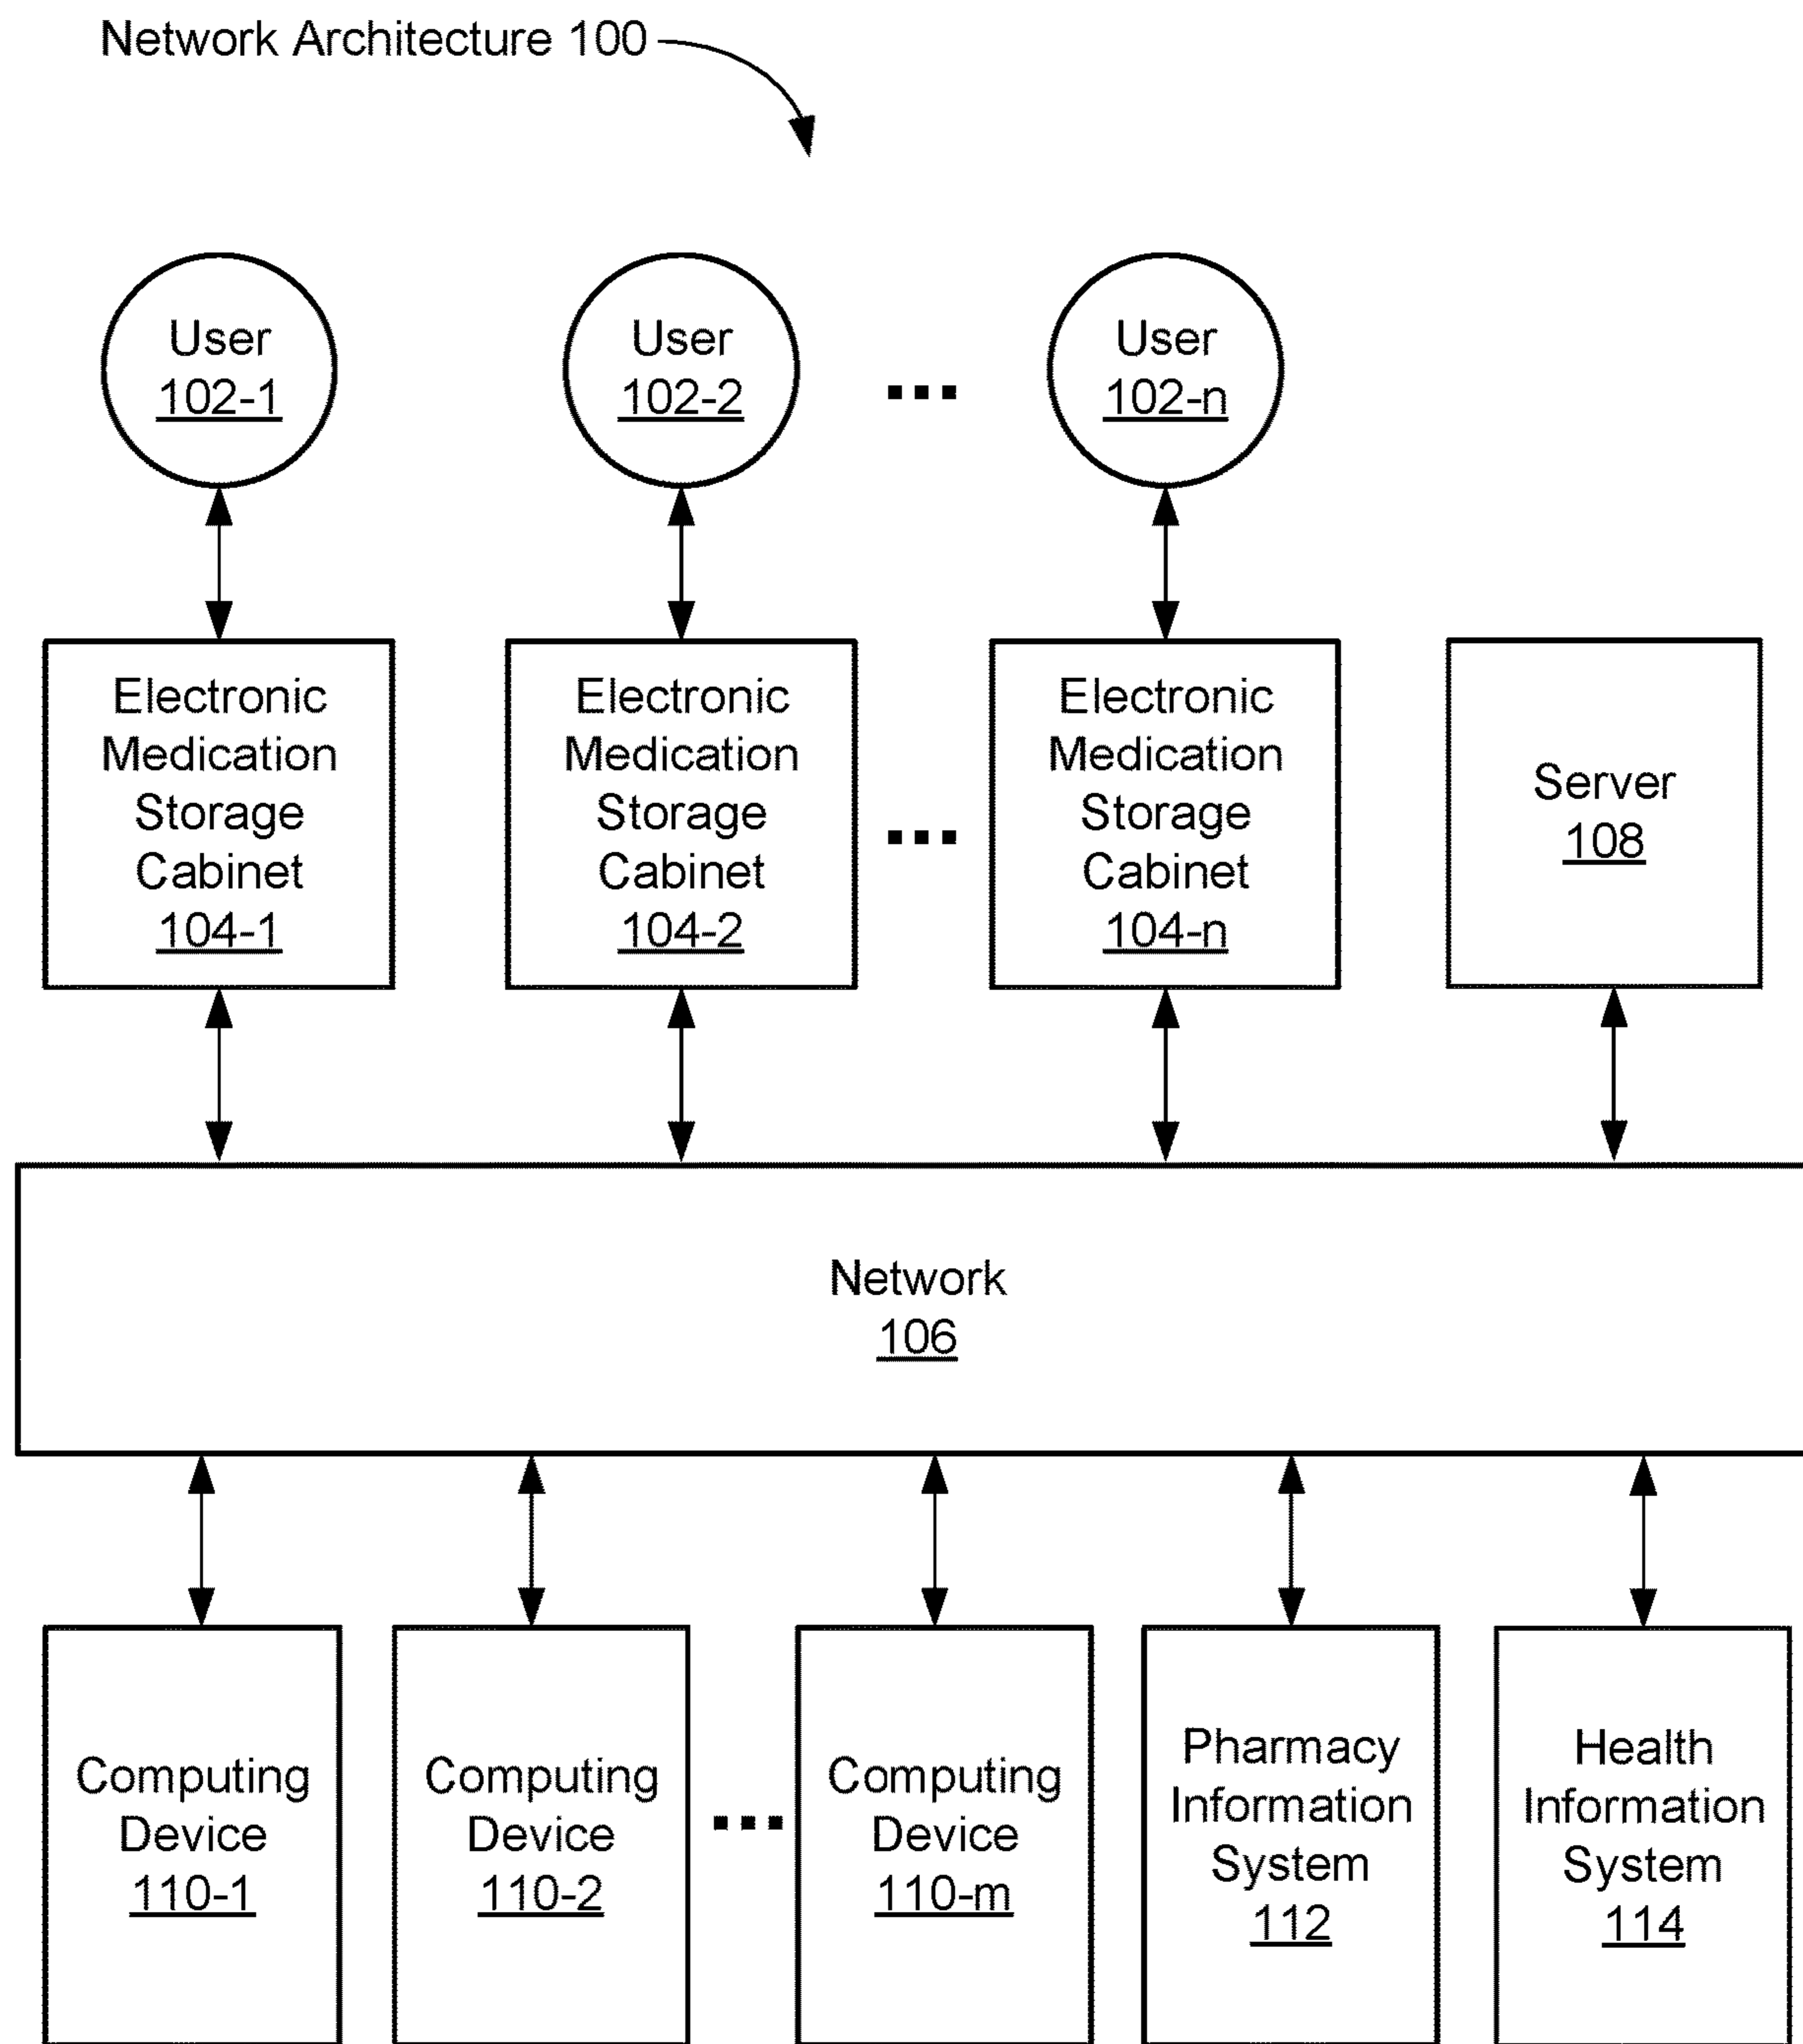 Network Architecture 100
User
102-1
User
102-2
...
User
102-n
Electronic
Medication
Storage
Cabinet
104-1
Electronic
Medication
Storage
Cabinet
104-2
...
Electronic
Medication
Storage
Cabinet
104-n
Server
108
Network
106
Computing
Device
110-1
Computing
Device
110-2
...
Computing
Device
110-m
Pharmacy
Information
System
112
Health
Information
System
114